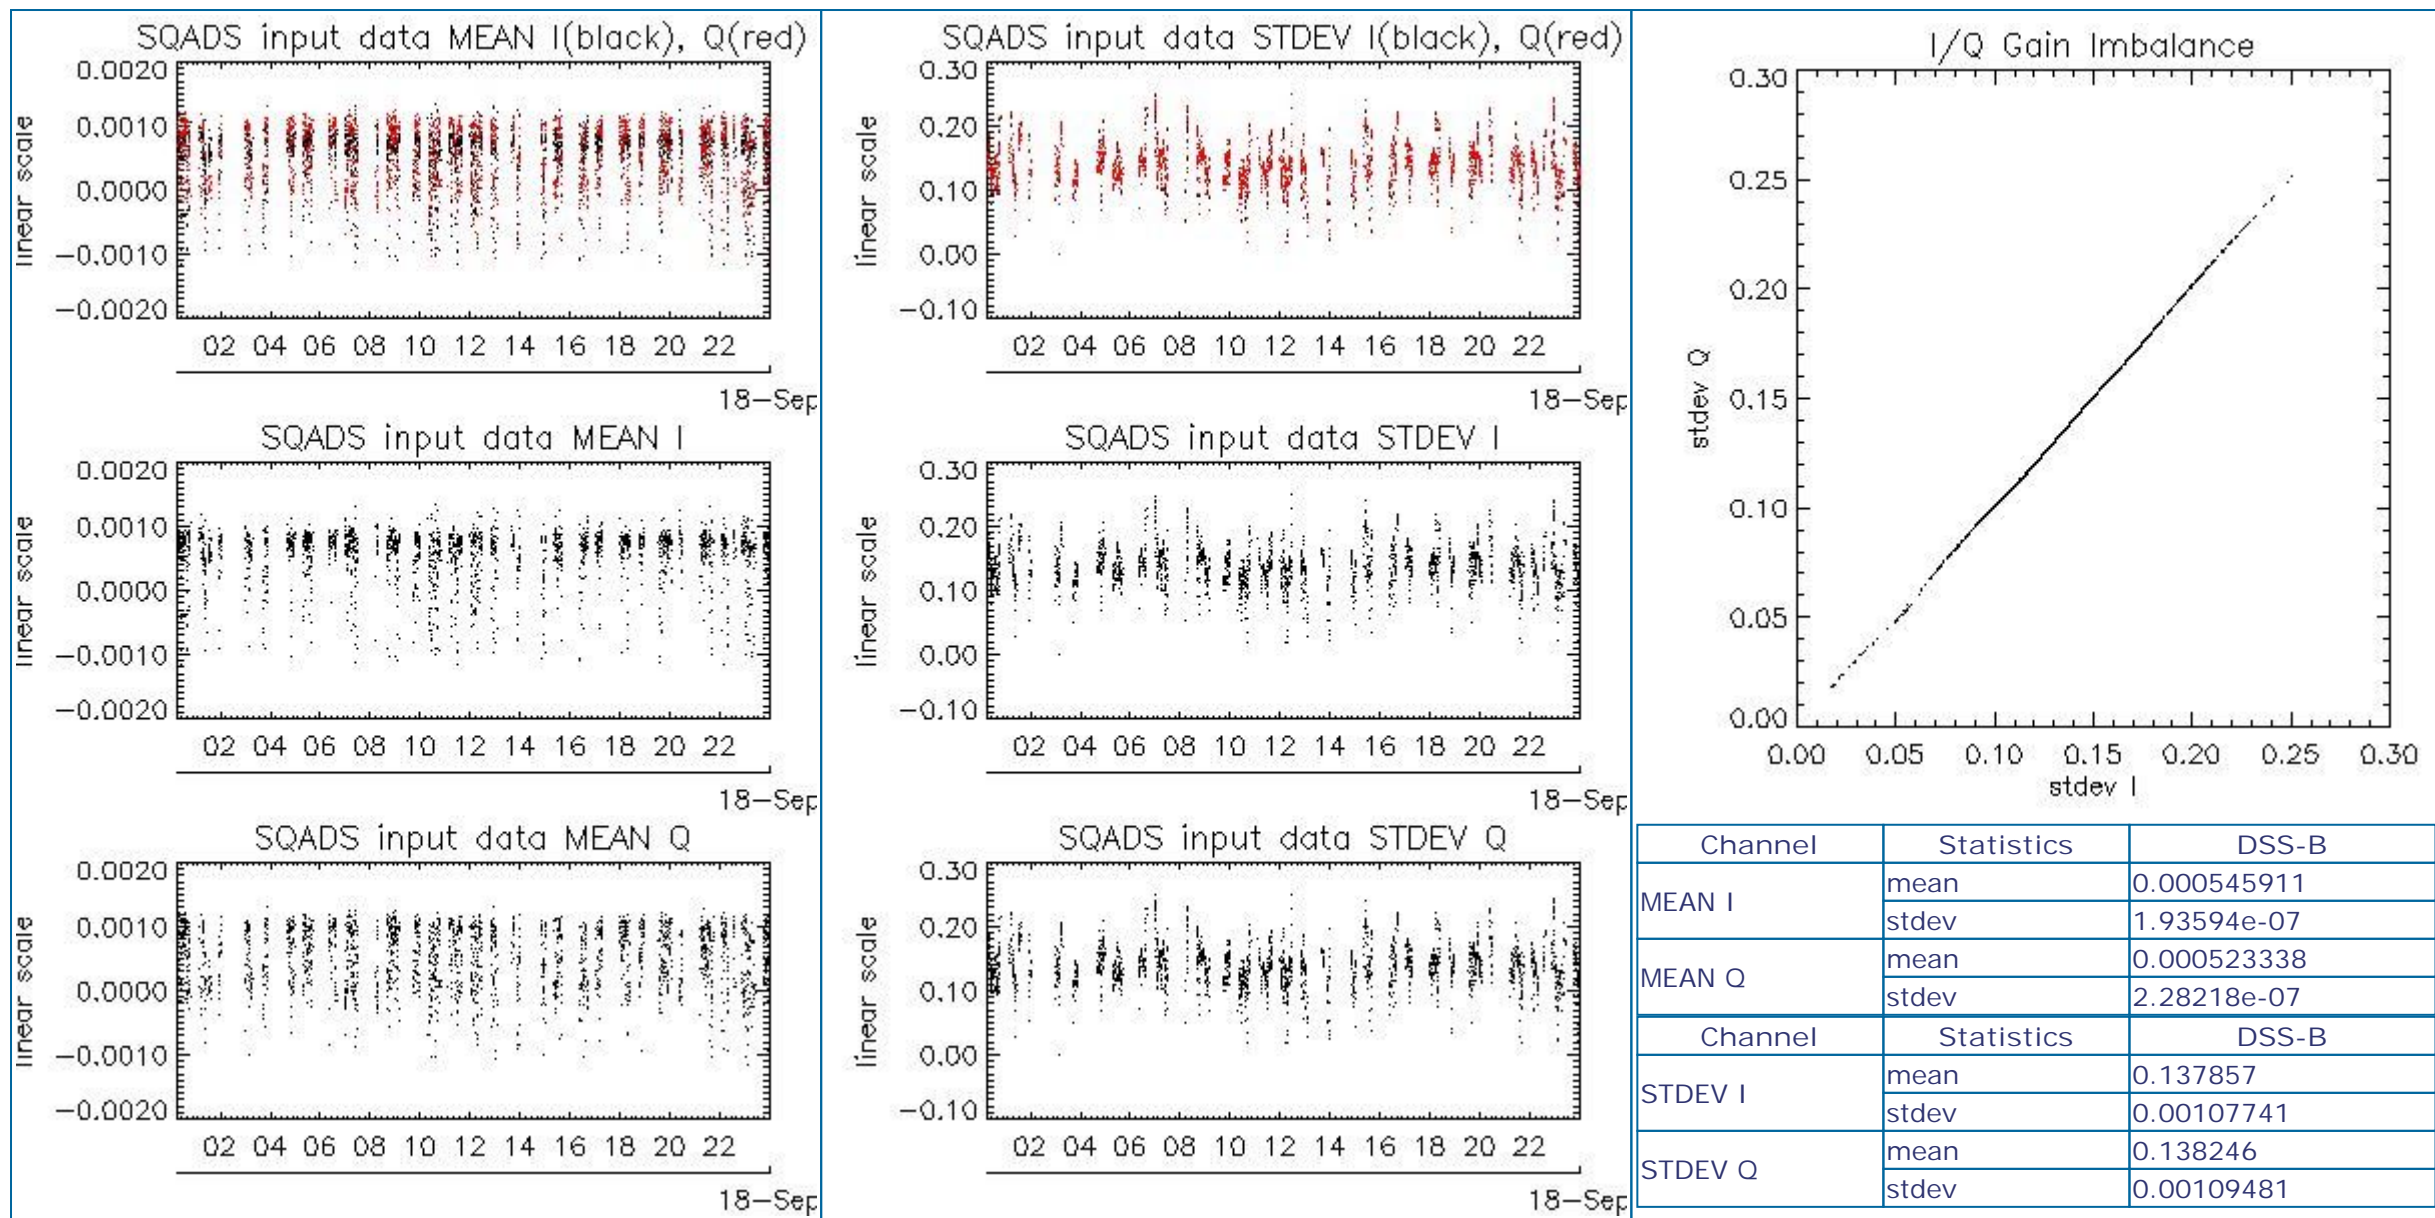 SQADS input data MEAN I(black), Q(red)
0.0020
0.0010
0.0000
−0.0010
−0.0020
linear scale
02 04 06 08 10 12 14 16 18 20 22
18−Sep
SQADS input data MEAN I
0.0020
0.0010
0.0000
−0.0010
−0.0020
linear scale
02 04 06 08 10 12 14 16 18 20 22
18−Sep
SQADS input data MEAN Q
0.0020
0.0010
0.0000
−0.0010
−0.0020
linear scale
02 04 06 08 10 12 14 16 18 20 22
18−Sep
SQADS input data STDEV I(black), Q(red)
0.30
0.20
0.10
0.00
−0.10
linear scale
02 04 06 08 10 12 14 16 18 20 22
18−Sep
SQADS input data STDEV I
0.30
0.20
0.10
0.00
−0.10
linear scale
02 04 06 08 10 12 14 16 18 20 22
18−Sep
SQADS input data STDEV Q
0.30
0.20
0.10
0.00
−0.10
linear scale
02 04 06 08 10 12 14 16 18 20 22
18−Sep
I/Q Gain Imbalance
0.30
0.25
0.20
0.15
0.10
0.05
0.00
stdev Q
0.00 0.05 0.10 0.15 0.20 0.25 0.30
stdev I
Channel Statistics DSS-B
MEAN I mean 0.000545911
stdev 1.93594e-07
MEAN Q mean 0.000523338
stdev 2.28218e-07
Channel Statistics DSS-B
STDEV I mean 0.137857
stdev 0.00107741
STDEV Q mean 0.138246
stdev 0.00109481